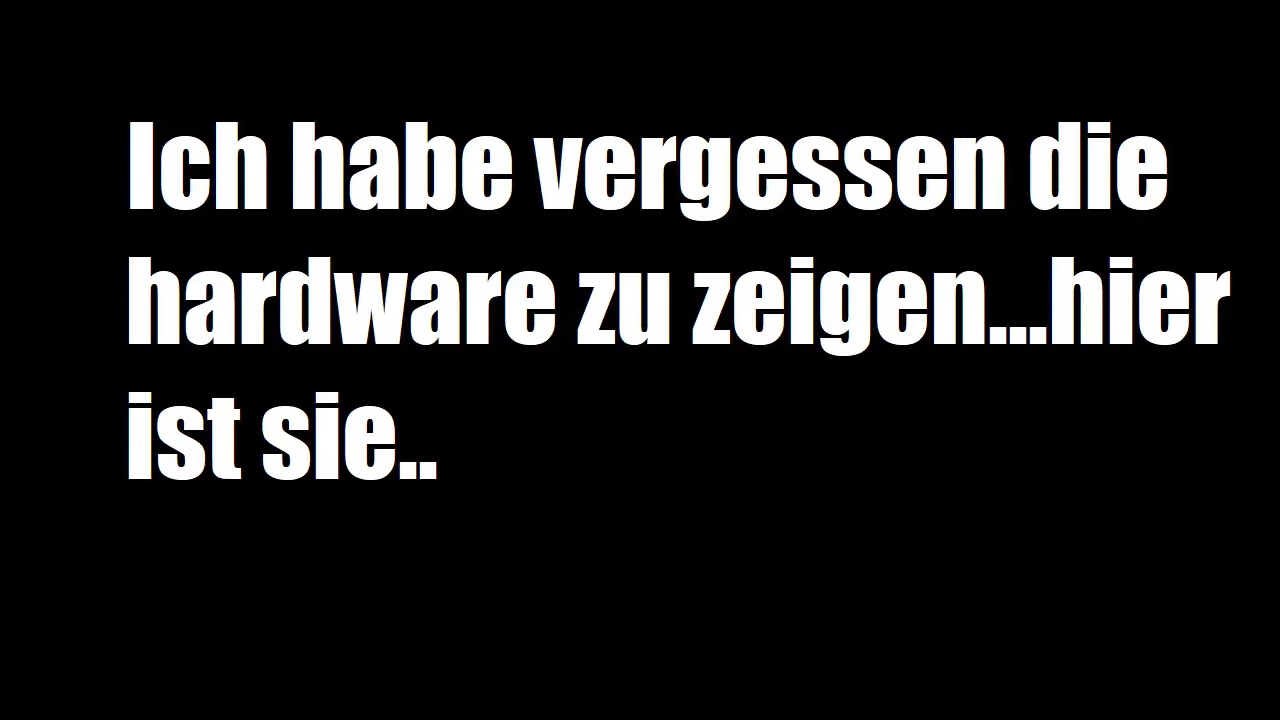 Ich habe vergessen die
hardware zu zeigen...hier
ist sie..